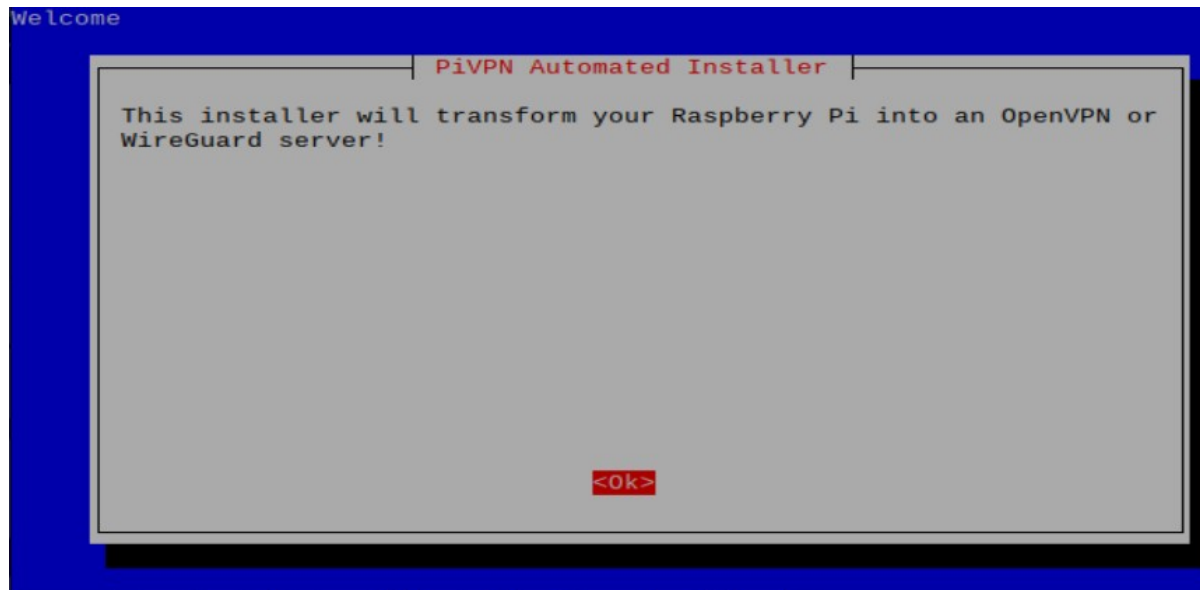 Welcome
PiVPN Automated Installer
This installer will transform your Raspberry Pi into an OpenVPN or
WireGuard server!
<Ok>